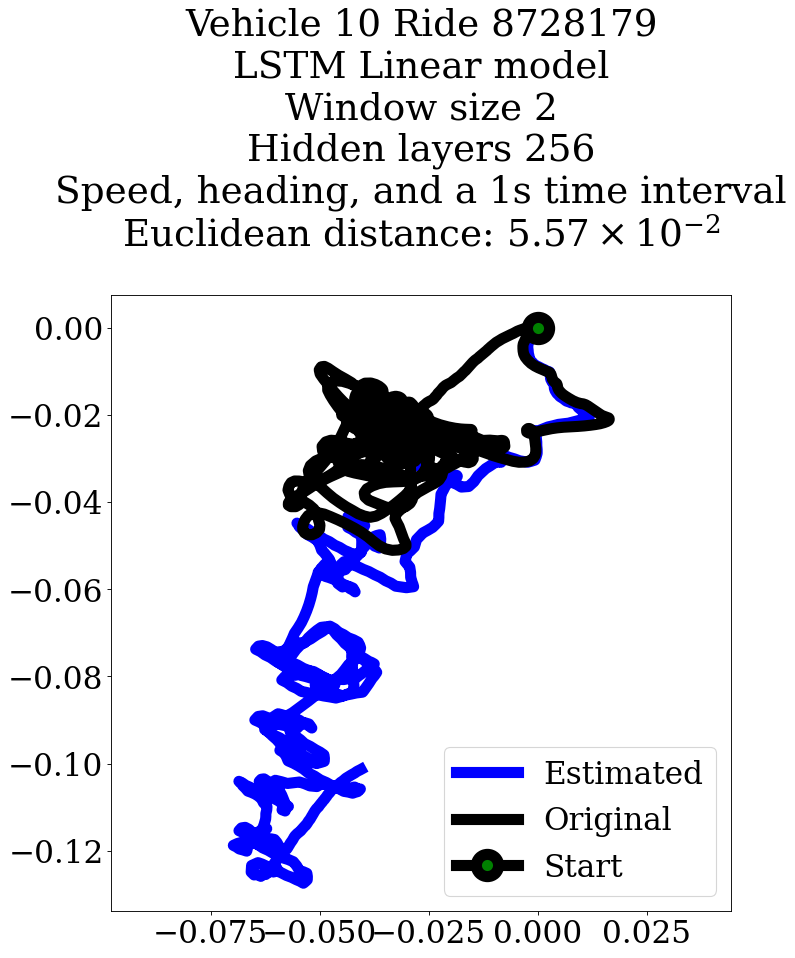 Vehicle 10 Ride 8728179
LSTM Linear model
Window size 2
Hidden layers 256
Speed, heading, and a 1s time interval
Euclidean distance: 5.57 × 10⁻²
0.00
−0.02
−0.04
−0.06
−0.08
−0.10
−0.12
Estimated
Original
Start
−0.075 −0.050 −0.025 0.000 0.025